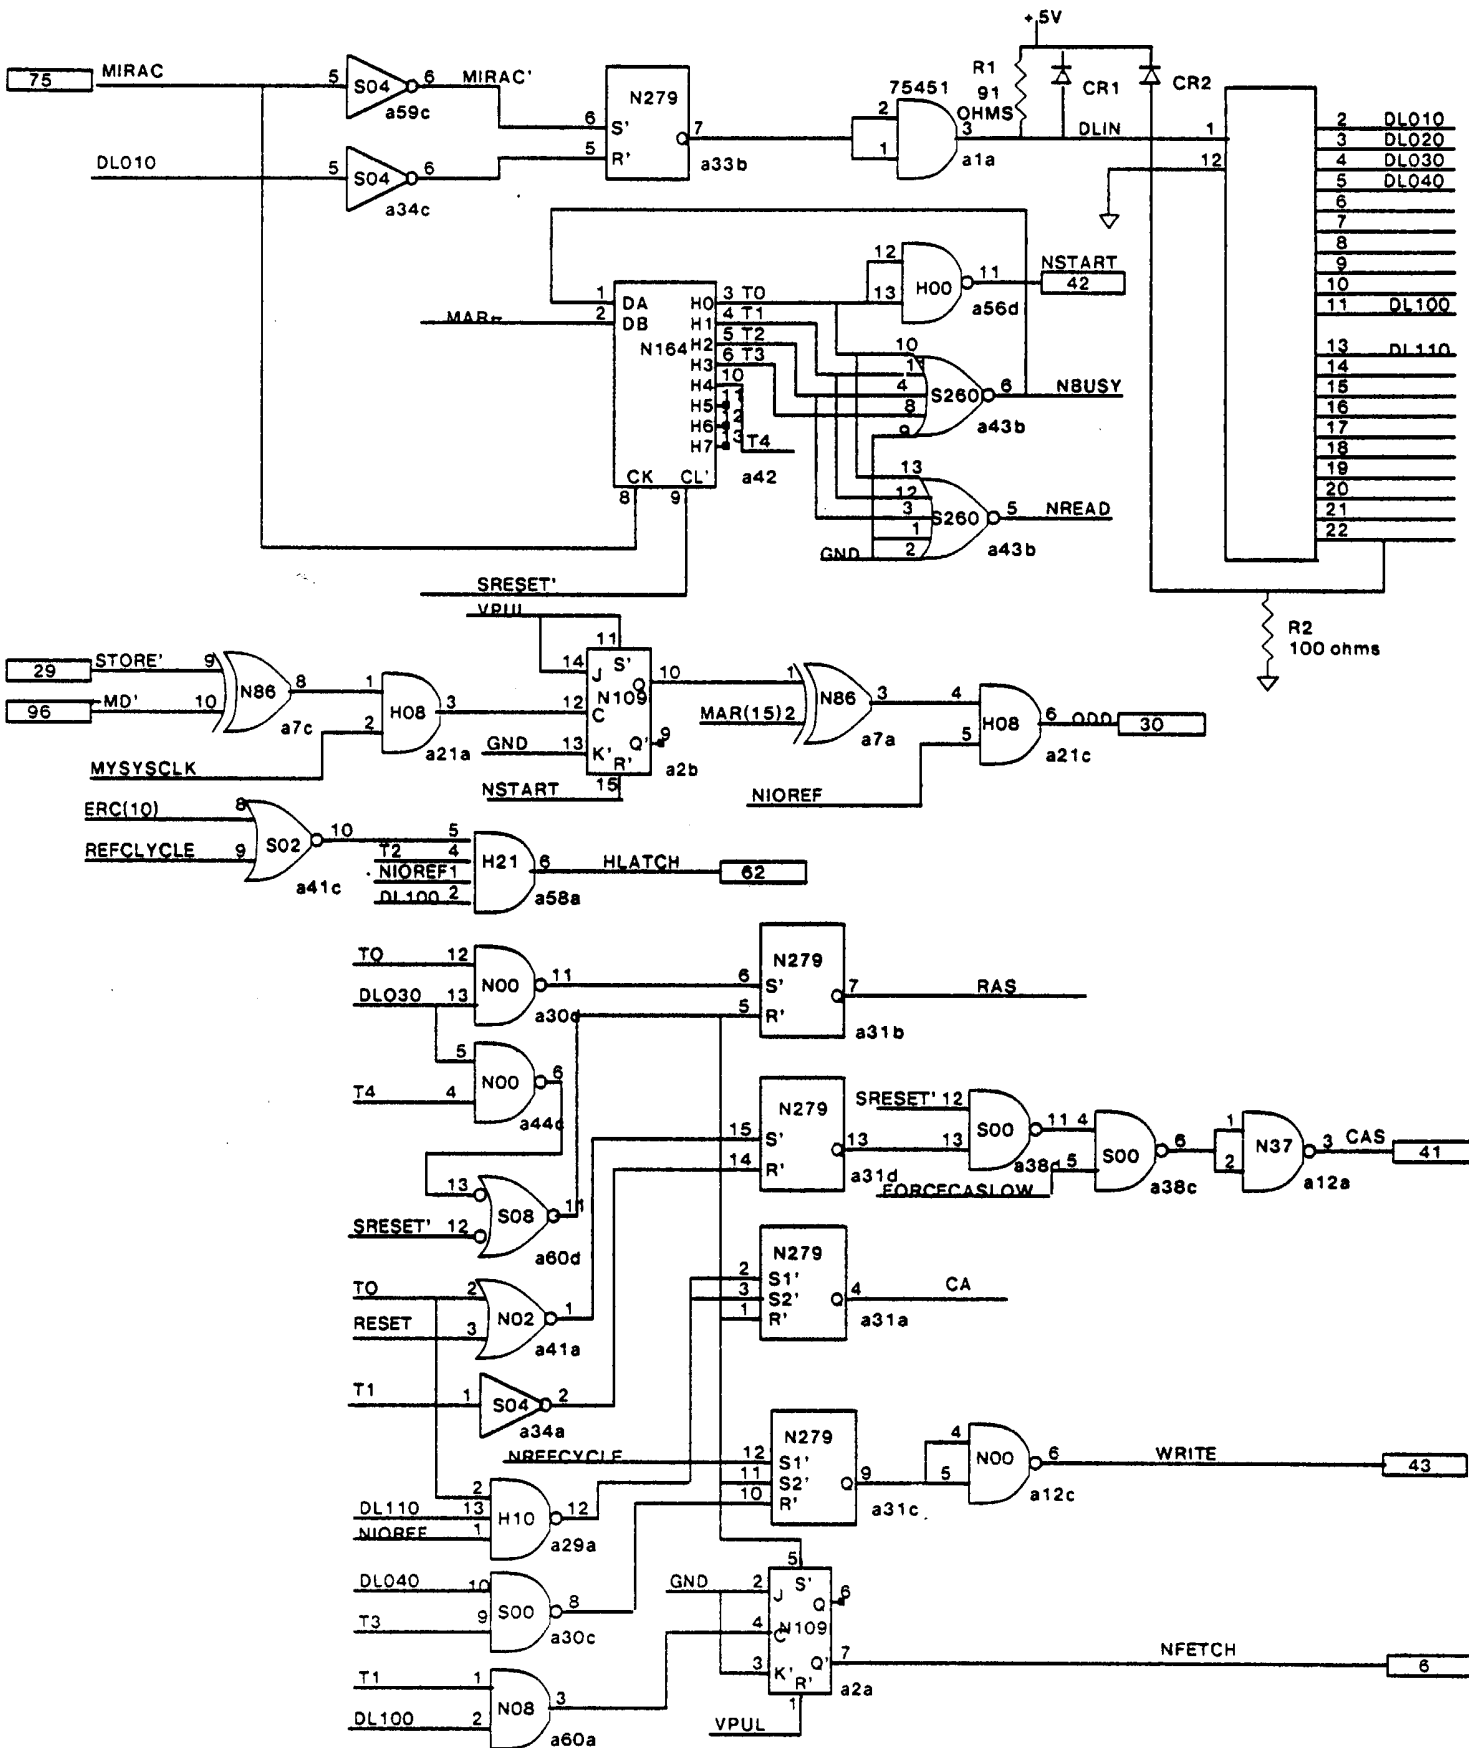 +5V
75 MIRAC 5 S04 6 MIRAC' a59c
N279 6 S' 5 R' Q 7 a33b
75451 2 1 3 a1a
R1 91 OHMS
CR1 CR2
DLIN 1 12
DL010 5 S04 6 a34c
2 DL010
3 DL020
4 DL030
5 DL040
6
7
8
9
10
11 DL100
13 DL110
14
15
16
17
18
19
20
21
22
R2 100 ohms
1 DA
2 DB
N164
H0 3 T0
H1 4 T1
H2 5 T2
H3 6 T3
H4 10
H5 11
H6 12
H7 13
T4
a42
CK CL'
8 9
SRESET'
12 13 H00 11 a56d
NSTART 42
10 11 4 8 9 S260 6 NBUSY a43b
13 12 3 1 2 S260 5 NREAD a43b
GND
29 STORE' 9
96 MD' 10
N86 8 a7c
1 2 H08 3 a21a
MYSYSCLK
VPUL
11 S'
14 J
Q 10
N109
12 C
GND 13 K'
Q' 9
R' a2b
NSTART 15
1 MAR(15) 2 N86 3 a7a
4 5 H08 6 ODD 30 a21c
NIOREF
ERC(10) 8
REFCLYCLE 9
S02 10 a41c
5
T2 4
NIOREF 1
DL100 2
H21 6 HLATCH 62 a58a
T0 12
DL030 13
N00 11 a30d
5
T4 4
N00 6 a44d
N279 6 S' 5 R' Q 7 RAS a31b
13
SRESET' 12
S08 11 a60d
N279 15 S' 14 R' Q 13 a31d
SRESET' 12 13 S00 11 a38d
FORCECASLOW
4 5 S00 6 a38c
1 2 N37 3 CAS 41 a12a
T0 2
RESET 3
N02 1 a41a
N279 2 S1' 3 S2' 1 R' Q 4 CA a31a
T1 1 S04 2 a34a
NREFCYCLE
N279 12 S1' 11 S2' 10 R' Q 9 a31c
4 5 N00 6 WRITE 43 a12c
2
DL110 13
NIOREF 1
H10 12 a29a
DL040 10
T3 9
S00 8 a30c
5 S'
GND 2 J
Q 6
N109
4 C
3 K'
Q' 7 NFETCH 6
R' a2a
1
VPUL
T1 1
DL100 2
N08 3 a60a